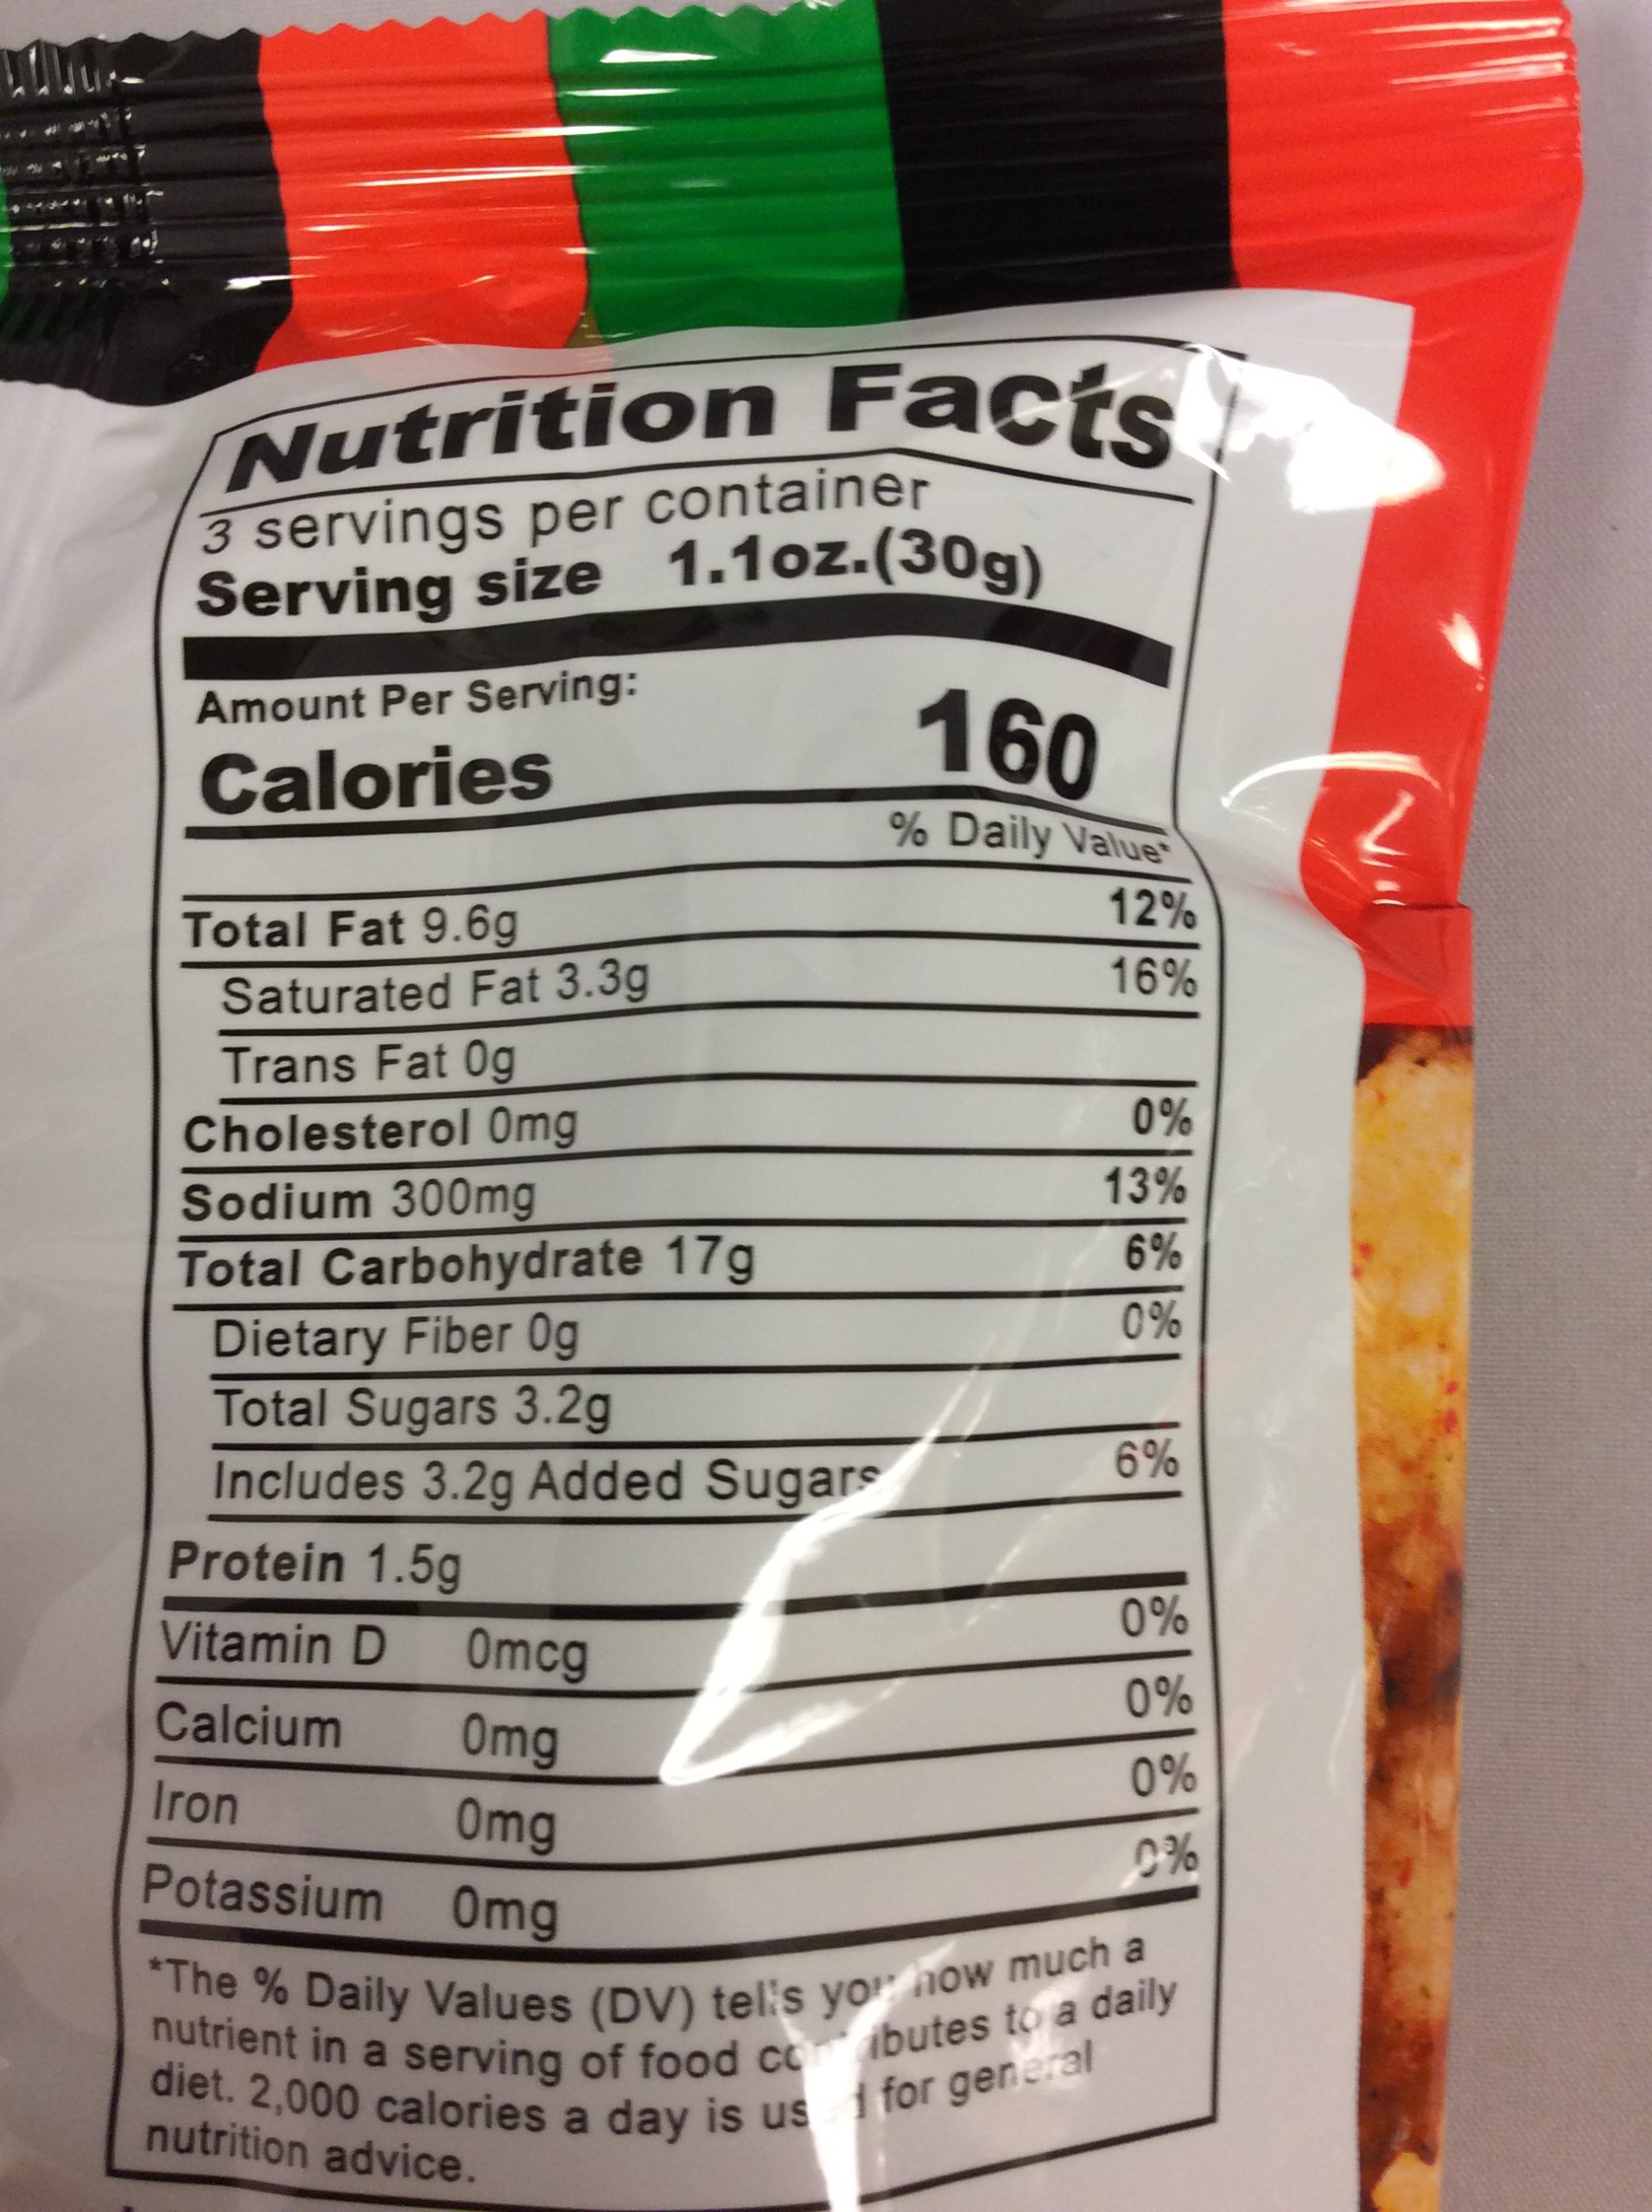 Nutrition Facts
3 servings per container
Serving size 1.1oz.(30g)
Amount Per Serving:
Calories 160
% Daily Value*
Total Fat 9.6g 12%
Saturated Fat 3.3g 16%
Trans Fat 0g
Cholesterol 0mg 0%
Sodium 300mg 13%
Total Carbohydrate 17g 6%
Dietary Fiber 0g 0%
Total Sugars 3.2g
Includes 3.2g Added Sugars 6%
Protein 1.5g
Vitamin D 0mcg 0%
Calcium 0mg 0%
Iron 0mg 0%
Potassium 0mg 0%
*The % Daily Values (DV) tells you how much a
nutrient in a serving of food contributes to a daily
diet. 2,000 calories a day is used for general
nutrition advice.